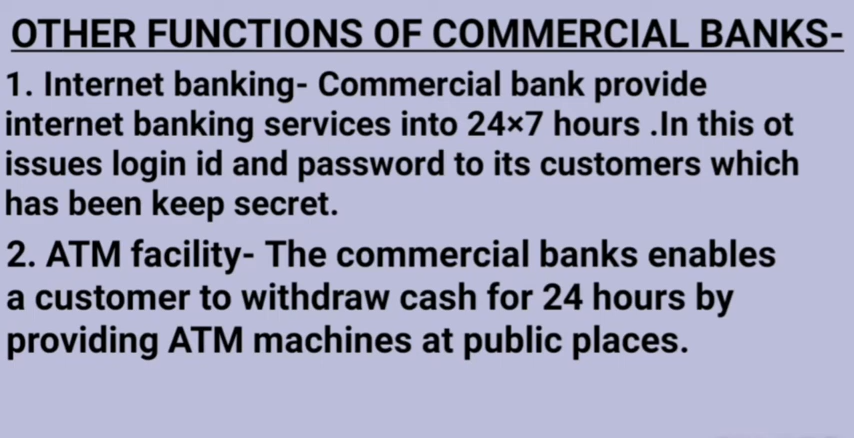 OTHER FUNCTIONS OF COMMERCIAL BANKS-
1. Internet banking- Commercial bank provide
internet banking services into 24×7 hours .In this ot
issues login id and password to its customers which
has been keep secret.
2. ATM facility- The commercial banks enables
a customer to withdraw cash for 24 hours by
providing ATM machines at public places.